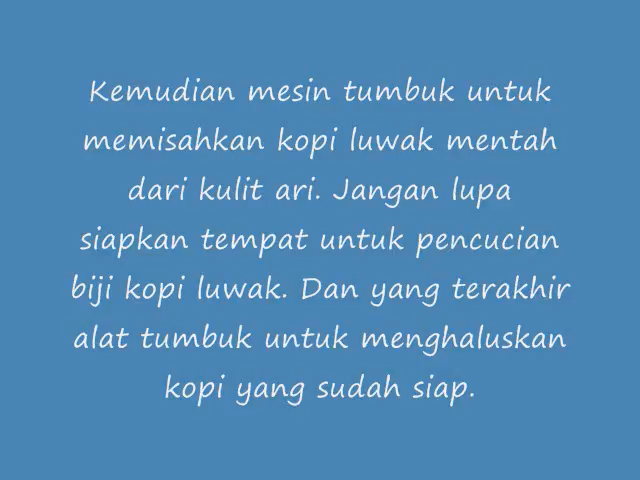 Kemudian mesin tumbuk untuk
memisahkan kopi luwak mentah
dari kulit ari. Jangan lupa
siapkan tempat untuk pencucian
biji kopi luwak. Dan yang terakhir
alat tumbuk untuk menghaluskan
kopi yang sudah siap.